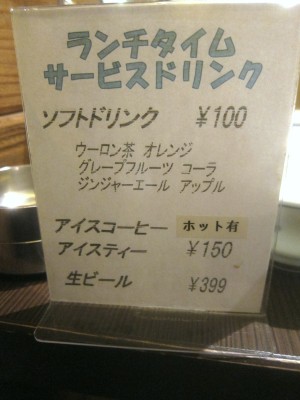 ランチタイム
サービスドリンク
ソフトドリンク ¥100
ウーロン茶 オレンジ
グレープフルーツ コーラ
ジンジャーエール アップル
アイスコーヒー ホット有
アイスティー ¥150
生ビール ¥399